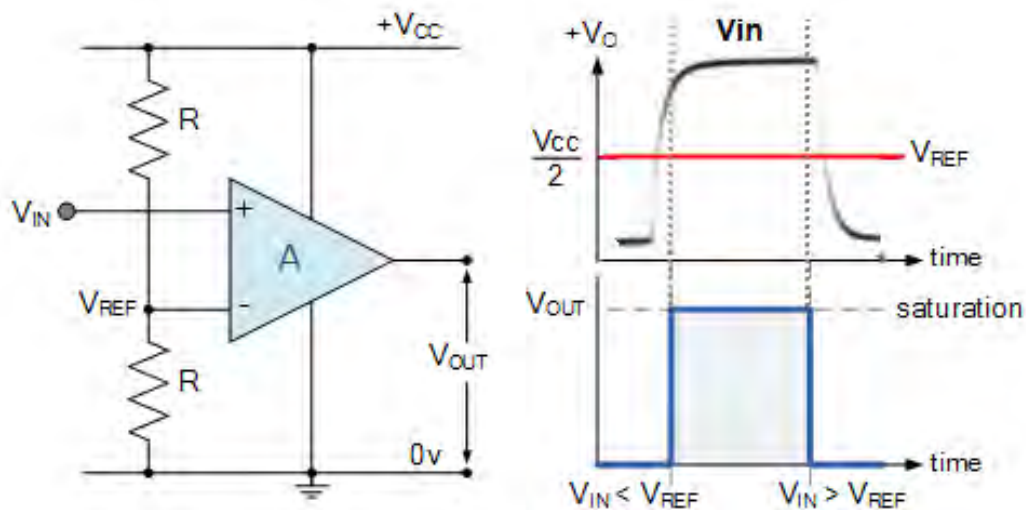 +VCC
R
VIN
+
A
VREF
-
R
VOUT
0v
+VO
Vin
VCC
2
VREF
time
VOUT
saturation
time
VIN < VREF
VIN > VREF